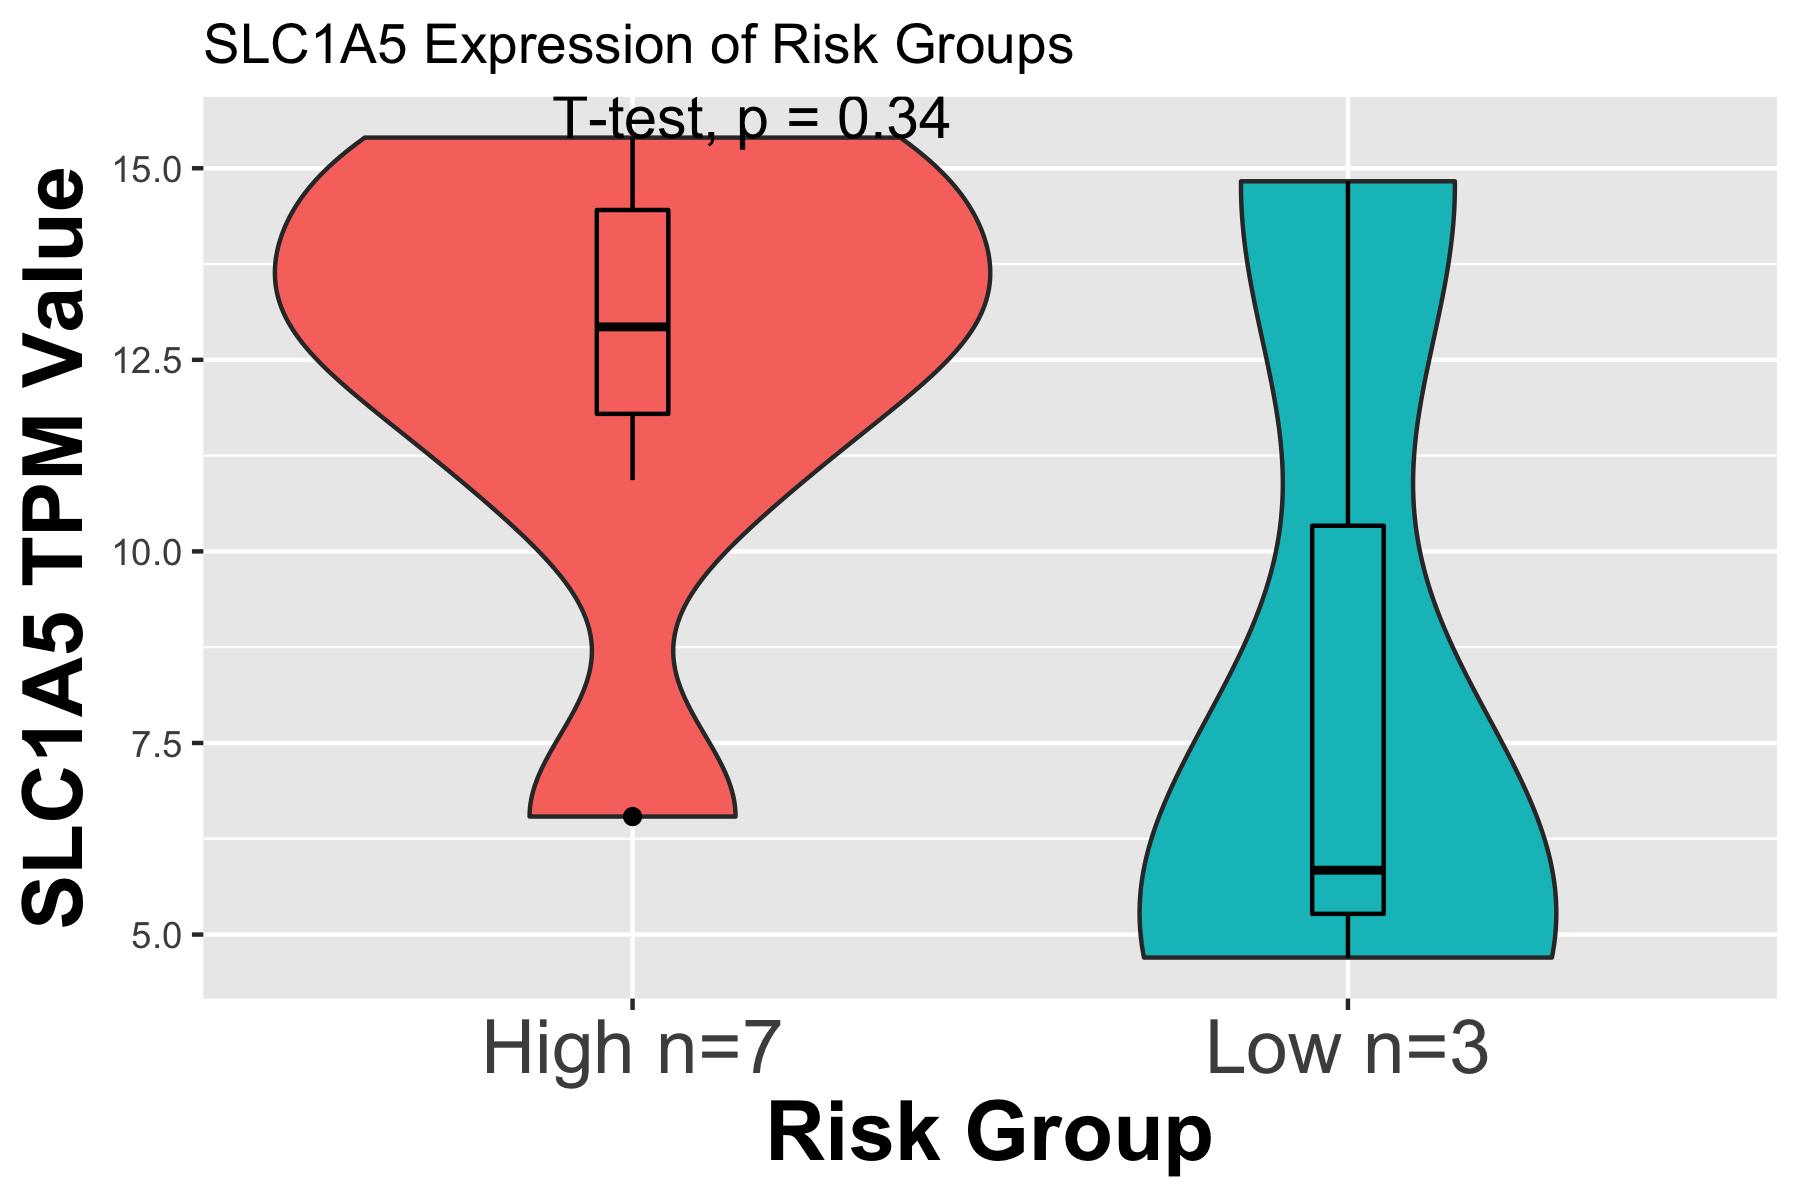 SLC1A5 Expression of Risk Groups
T-test, p = 0.34
SLC1A5 TPM Value
15.0
12.5
10.0
7.5
5.0
High n=7
Low n=3
Risk Group